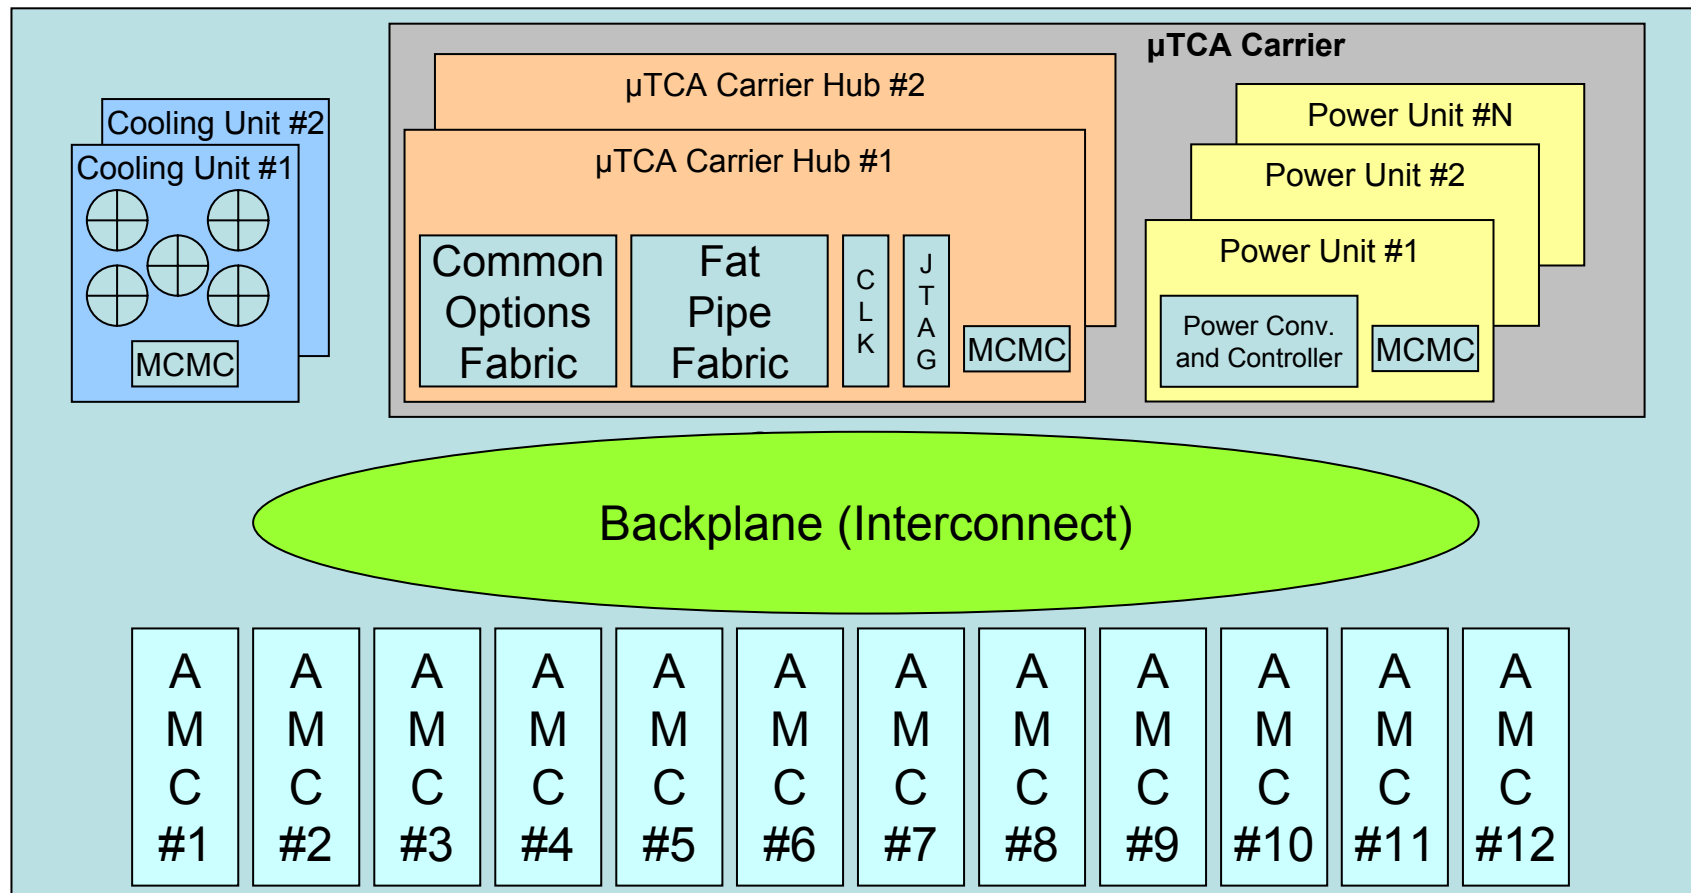 µTCA Carrier
µTCA Carrier Hub #2
µTCA Carrier Hub #1
Common
Options
Fabric
Fat
Pipe
Fabric
C
L
K
J
T
A
G
MCMC
Cooling Unit #2
Cooling Unit #1
MCMC
Power Unit #N
Power Unit #2
Power Unit #1
Power Conv.
and Controller
MCMC
Backplane (Interconnect)
A
M
C
#1
A
M
C
#2
A
M
C
#3
A
M
C
#4
A
M
C
#5
A
M
C
#6
A
M
C
#7
A
M
C
#8
A
M
C
#9
A
M
C
#10
A
M
C
#11
A
M
C
#12